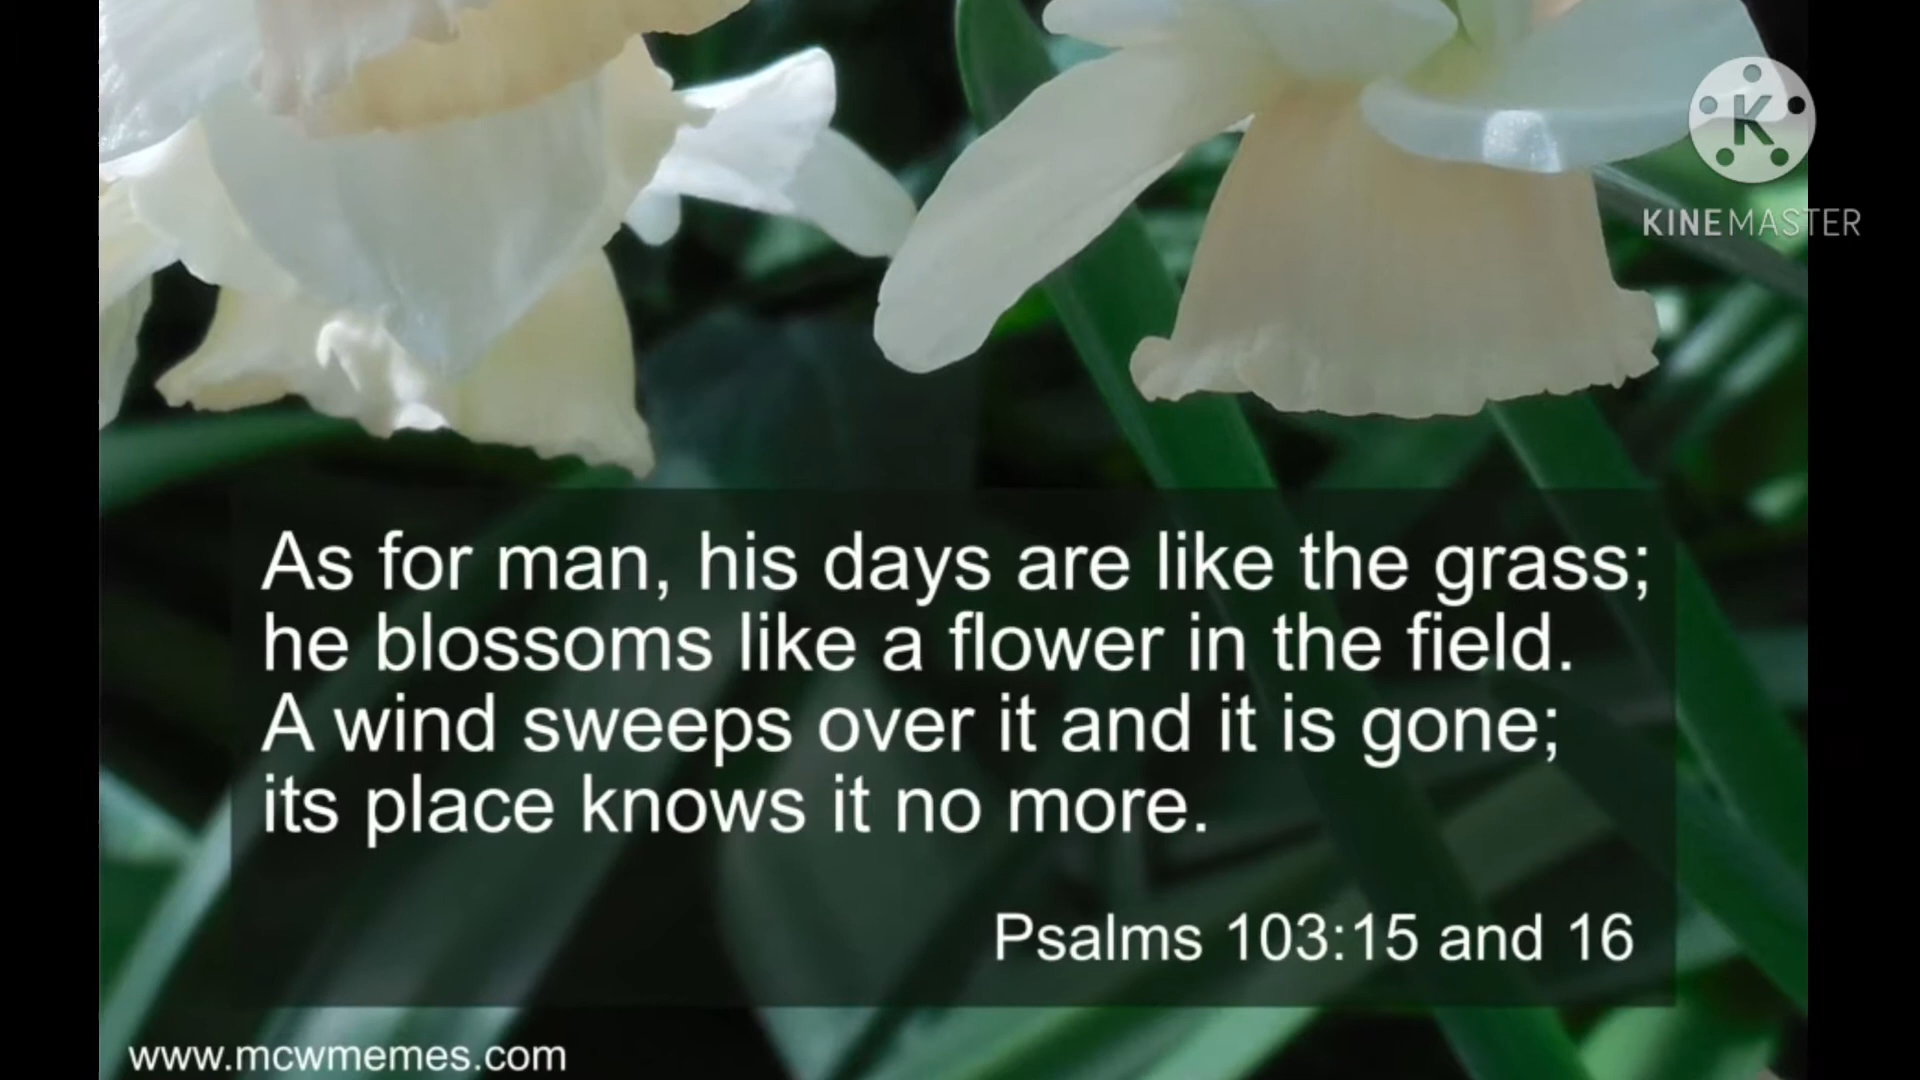 K
KINEMASTER
As for man, his days are like the grass;
he blossoms like a flower in the field.
A wind sweeps over it and it is gone;
its place knows it no more.
Psalms 103:15 and 16
www.mcwmemes.com